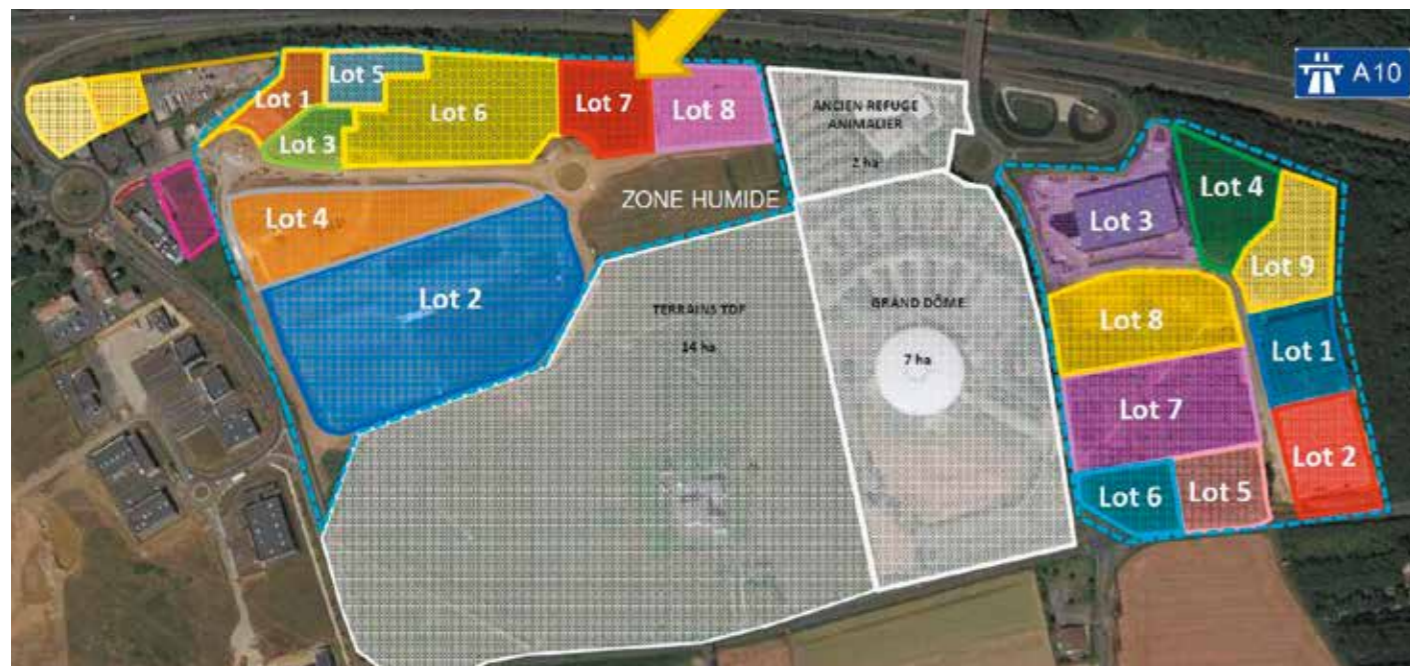 A10
Lot 5
Lot 1
Lot 7
Lot 8
Lot 6
Lot 3
ANCIEN REFUGE
ANIMALIER
2 ha
ZONE HUMIDE
Lot 4
Lot 2
TERRAINS TDF
14 ha
GRAND DÔME
7 ha
Lot 4
Lot 3
Lot 9
Lot 8
Lot 1
Lot 7
Lot 2
Lot 6
Lot 5